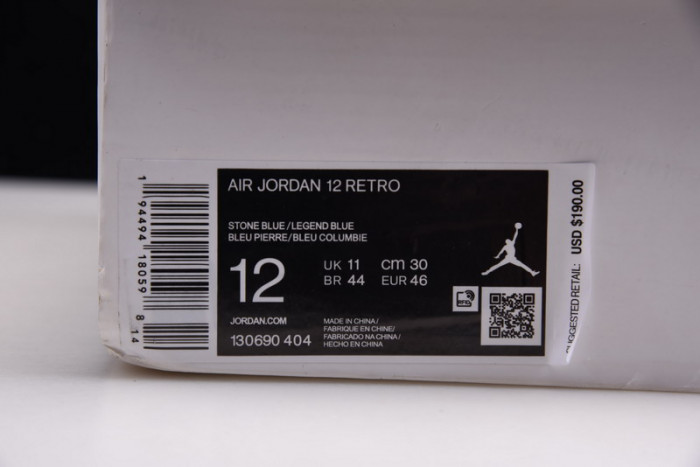 AIR JORDAN 12 RETRO
STONE BLUE/LEGEND BLUE
BLEU PIERRE/BLEU COLUMBIE
12
UK 11 cm 30
BR 44 EUR 46
JORDAN.COM
130690 404
MADE IN CHINA/
FABRIQUE EN CHINE/
FABRICADO NA CHINA/
HECHO EN CHINA
RFID
1 94494 18059 8 14
SUGGESTED RETAIL: USD $190.00